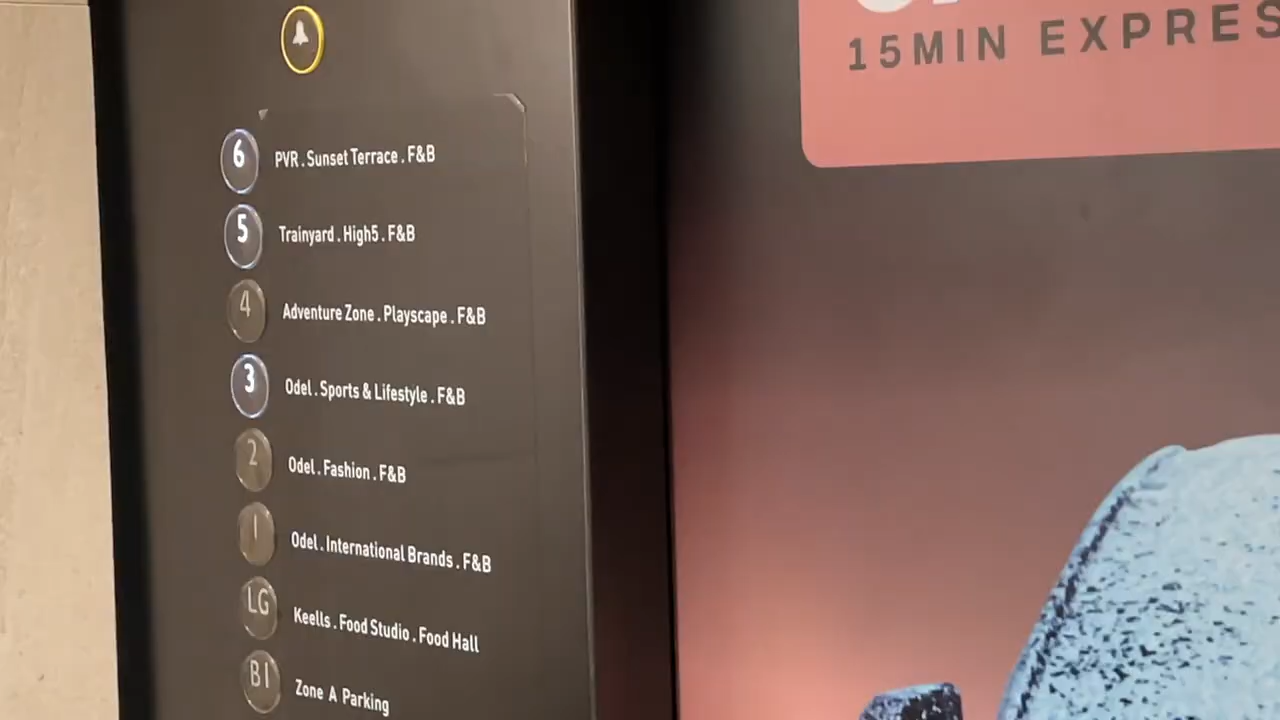 6 PVR . Sunset Terrace . F&B
5 Trainyard . High5 . F&B
4 Adventure Zone . Playscape . F&B
3 Odel . Sports & Lifestyle . F&B
2 Odel . Fashion . F&B
1 Odel . International Brands . F&B
LG Keells . Food Studio . Food Hall
B1 Zone A Parking
15MIN EXPRES